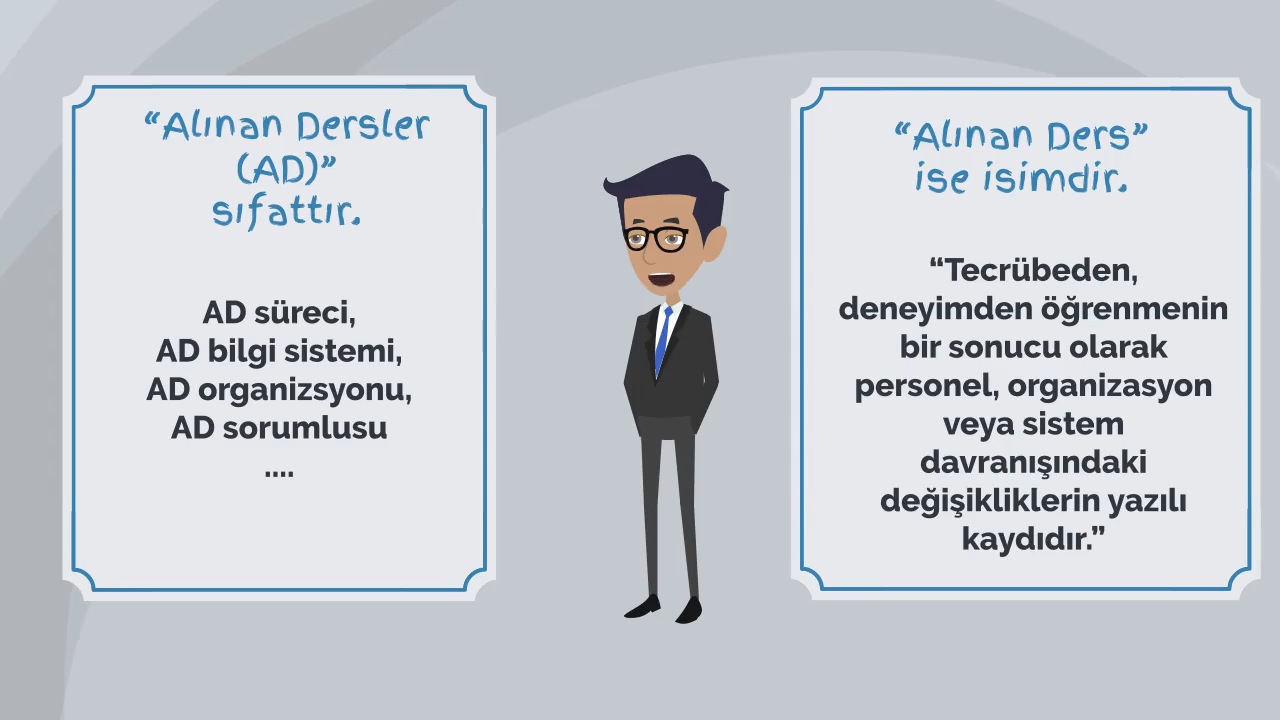 “Alınan Dersler
(AD)”
sıfattır.
AD süreci,
AD bilgi sistemi,
AD organizsyonu,
AD sorumlusu
....
“Alınan Ders”
ise isimdir.
“Tecrübeden,
deneyimden öğrenmenin
bir sonucu olarak
personel, organizasyon
veya sistem
davranışındaki
değişikliklerin yazılı
kaydıdır.”